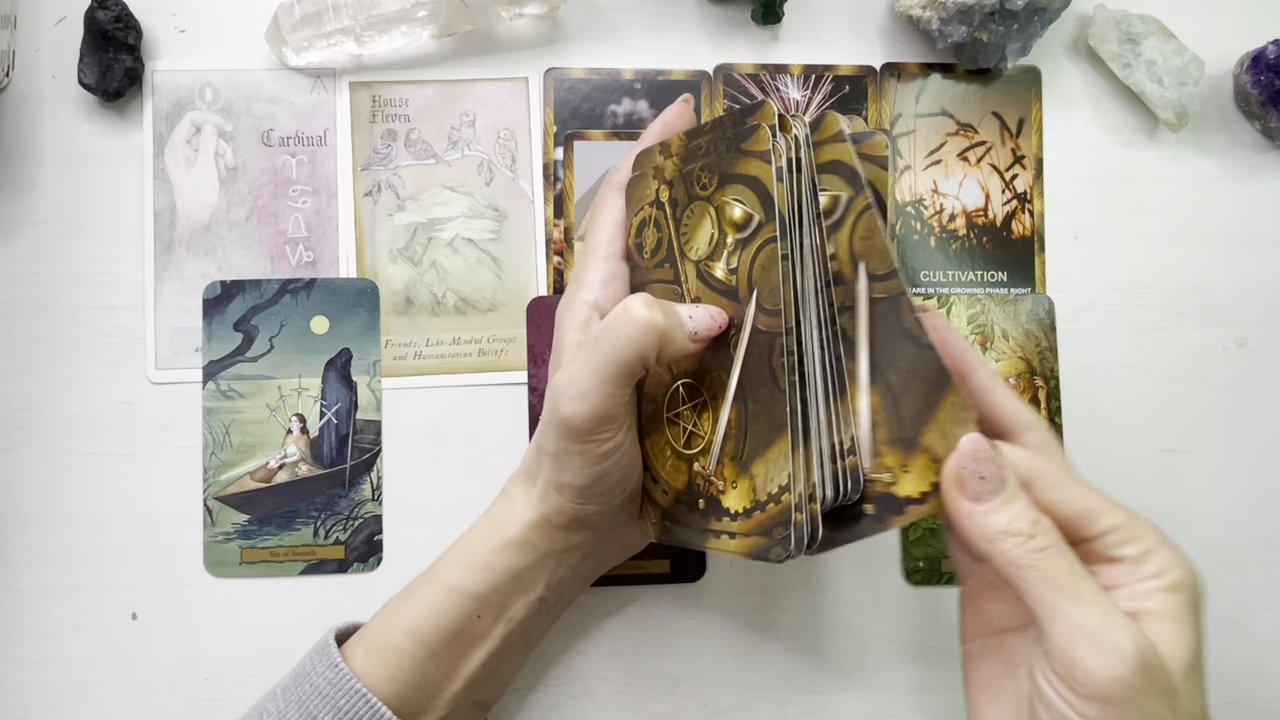 Cardinal
House
Eleven
Friends, Like-Minded Groups
and Humanitarian Beliefs
CULTIVATION
ARE IN THE GROWING PHASE RIGHT
Six of Swords